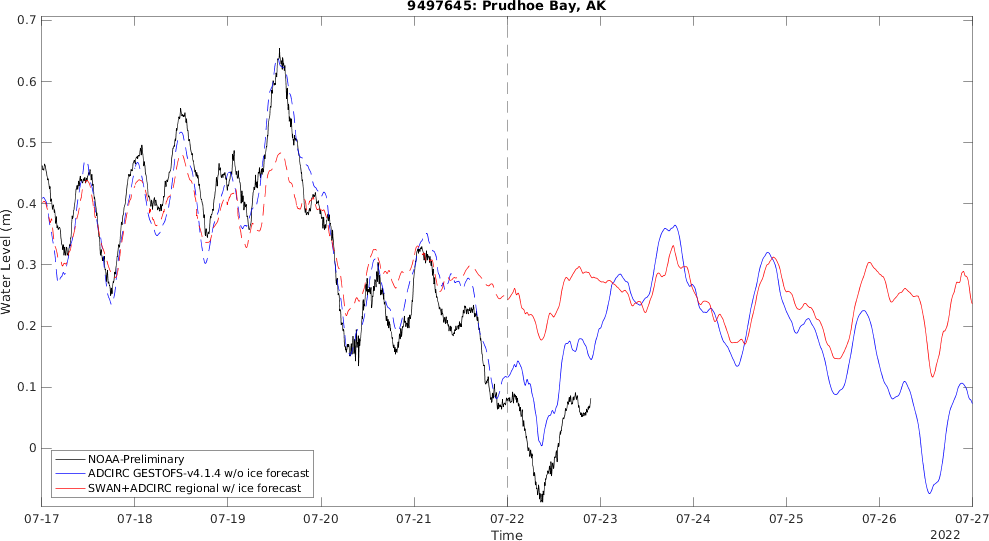 9497645: Prudhoe Bay, AK
0.7
0.6
0.5
0.4
0.3
0.2
0.1
0
Water Level (m)
NOAA-Preliminary
ADCIRC GESTOFS-v4.1.4 w/o ice forecast
SWAN+ADCIRC regional w/ ice forecast
07-17 07-18 07-19 07-20 07-21 07-22 07-23 07-24 07-25 07-26 07-27
Time
2022